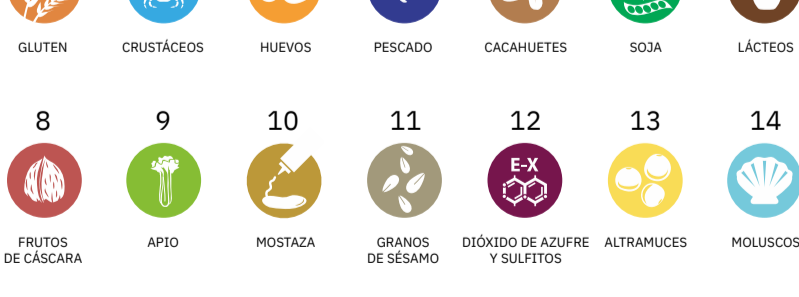 GLUTEN CRUSTÁCEOS HUEVOS PESCADO CACAHUETES SOJA LÁCTEOS
8 9 10 11 12 13 14
E-X
FRUTOS APIO MOSTAZA GRANOS DIÓXIDO DE AZUFRE ALTRAMUCES MOLUSCOS
DE CÁSCARA DE SÉSAMO Y SULFITOS